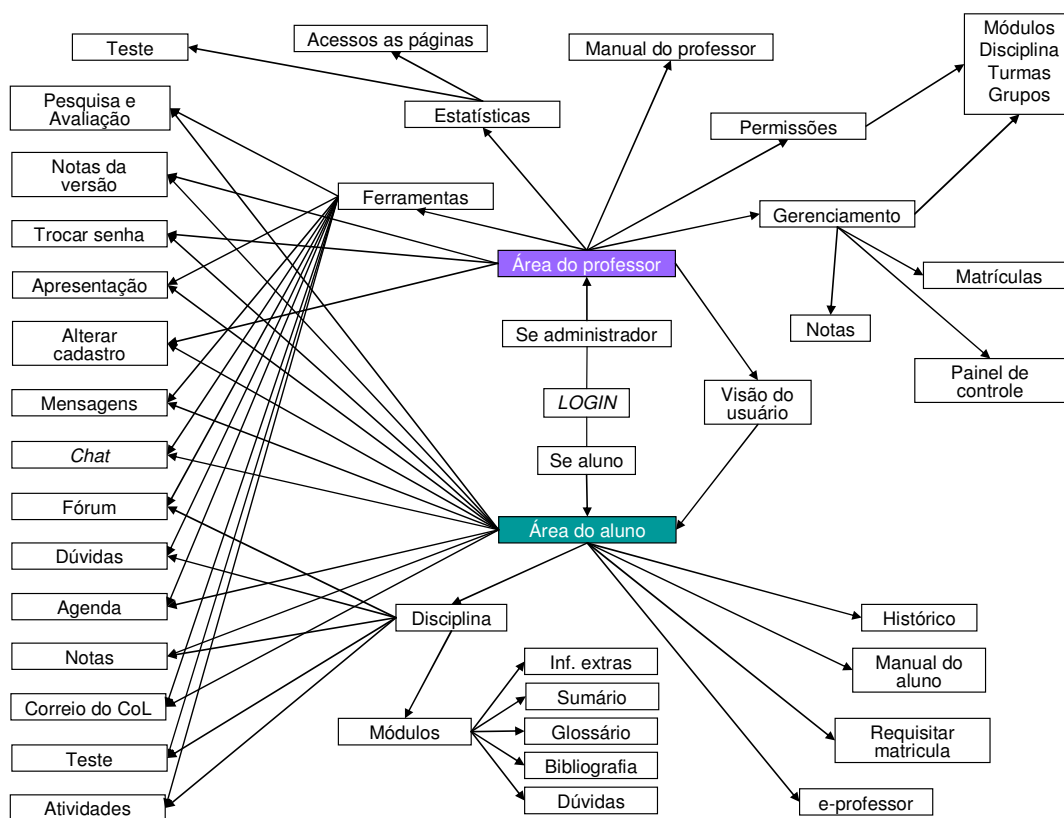 Teste
Acessos as páginas
Manual do professor
Módulos
Disciplina
Turmas
Grupos
Pesquisa e
Avaliação
Estatísticas
Permissões
Notas da
versão
Ferramentas
Gerenciamento
Trocar senha
Área do professor
Matrículas
Apresentação
Se administrador
Notas
Alterar
cadastro
Painel de
controle
Mensagens
LOGIN
Visão do
usuário
Chat
Se aluno
Fórum
Área do aluno
Dúvidas
Agenda
Disciplina
Histórico
Notas
Inf. extras
Manual do
aluno
Correio do CoL
Sumário
Módulos
Glossário
Requisitar
matricula
Teste
Bibliografia
Atividades
Dúvidas
e-professor